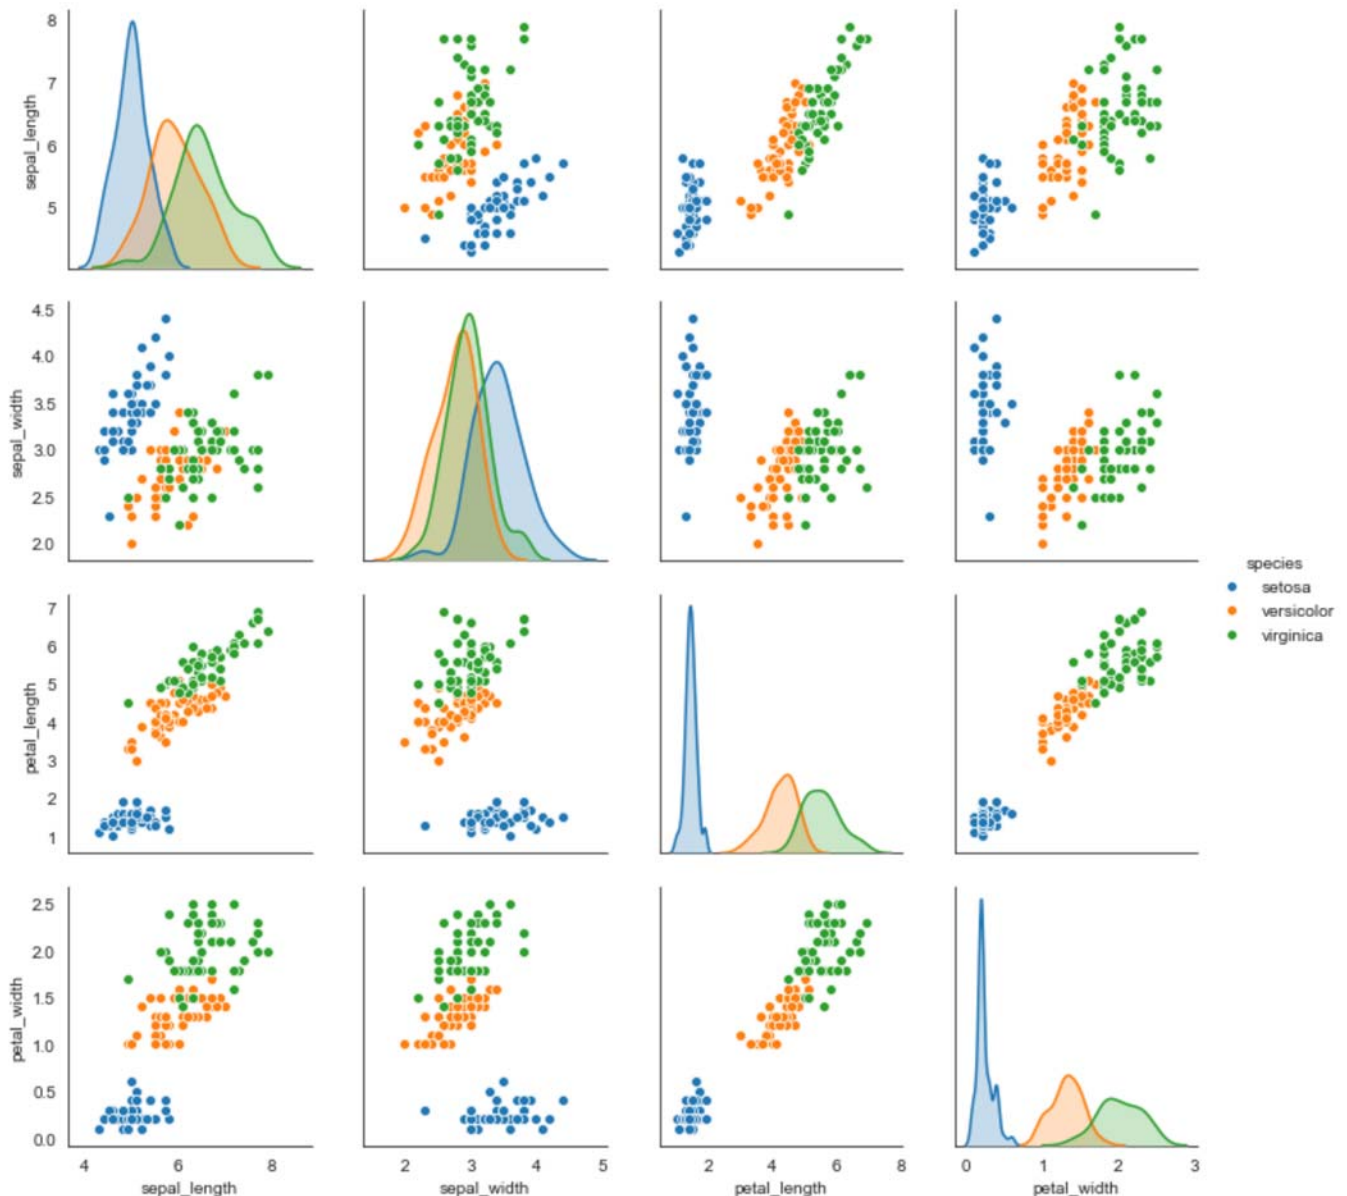 8
7
6
5
sepal_length
4.5
4.0
3.5
3.0
2.5
2.0
sepal_width
species
setosa
versicolor
virginica
7
6
5
4
3
2
1
petal_length
2.5
2.0
1.5
1.0
0.5
0.0
petal_width
4 6 8
2 3 4 5
2 4 6 8
0 1 2 3
sepal_length
sepal_width
petal_length
petal_width